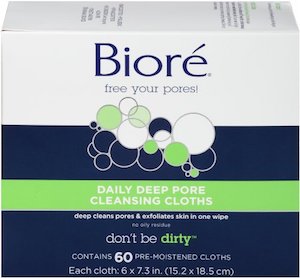 Bioré®
free your pores!
DAILY DEEP PORE
CLEANSING CLOTHS
deep cleans pores & exfoliates skin in one wipe
no oily residue
don't be dirty™
CONTAINS 60 PRE-MOISTENED CLOTHS
Each cloth: 6 x 7.3 in. (15.2 x 18.5 cm)